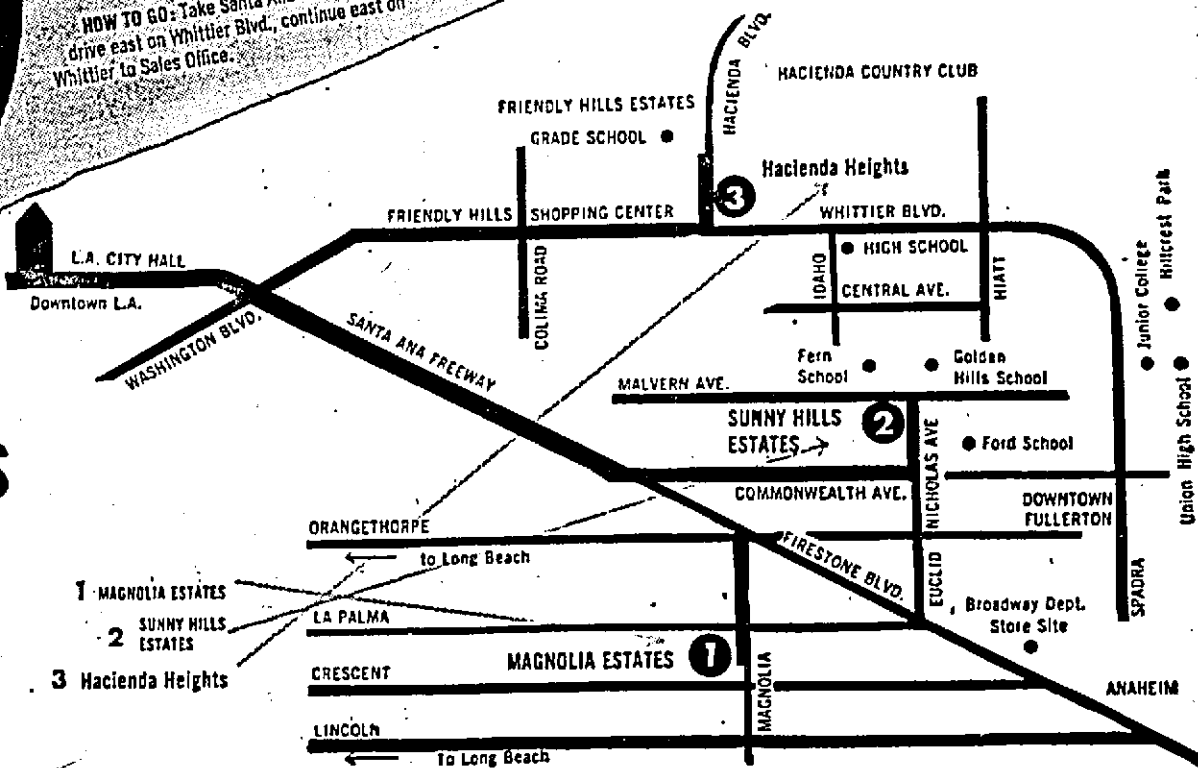 HOW TO GO: Take Santa
drive east on Whittier Blvd., continue east on
Whittier to Sales Office.
HACIENDA BLVD.
HACIENDA COUNTRY CLUB
FRIENDLY HILLS ESTATES
GRADE SCHOOL
3
Hacienda Heights
FRIENDLY HILLS SHOPPING CENTER
WHITTIER BLVD.
L.A. CITY HALL
Downtown L.A.
WASHINGTON BLVD.
SANTA ANA FREEWAY
COLIMA ROAD
IDAHO
HIGH SCHOOL
CENTRAL AVE.
HIATT
Junior College
Hillcrest Park
Union High School
Fern
School
Golden
Hills School
MALVERN AVE.
SUNNY HILLS
ESTATES
2
NICHOLAS AVE
Ford School
COMMONWEALTH AVE.
DOWNTOWN
FULLERTON
ORANGETHORPE
to Long Beach
FIRESTONE BLVD.
EUCLID
SPADRA
1 MAGNOLIA ESTATES
2 SUNNY HILLS
ESTATES
3 Hacienda Heights
LA PALMA
Broadway Dept.
Store Site
MAGNOLIA ESTATES
1
CRESCENT
MAGNOLIA
ANAHEIM
LINCOLN
To Long Beach